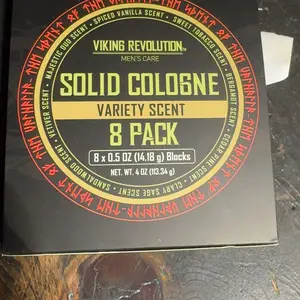 VIKING REVOLUTION™
MEN'S CARE
SOLID COLOGNE
VARIETY SCENT
8 PACK
8 x 0.5 OZ (14.18 g) Blocks
NET. WT. 4 OZ (113.34 g)
MAJESTIC OUD SCENT • SPICED VANILLA SCENT • SWEET TOBACCO SCENT • BERGAMOT SCENT • CEDAR PINE SCENT • CLARY SAGE SCENT • SANDALWOOD SCENT • VETIVER SCENT •